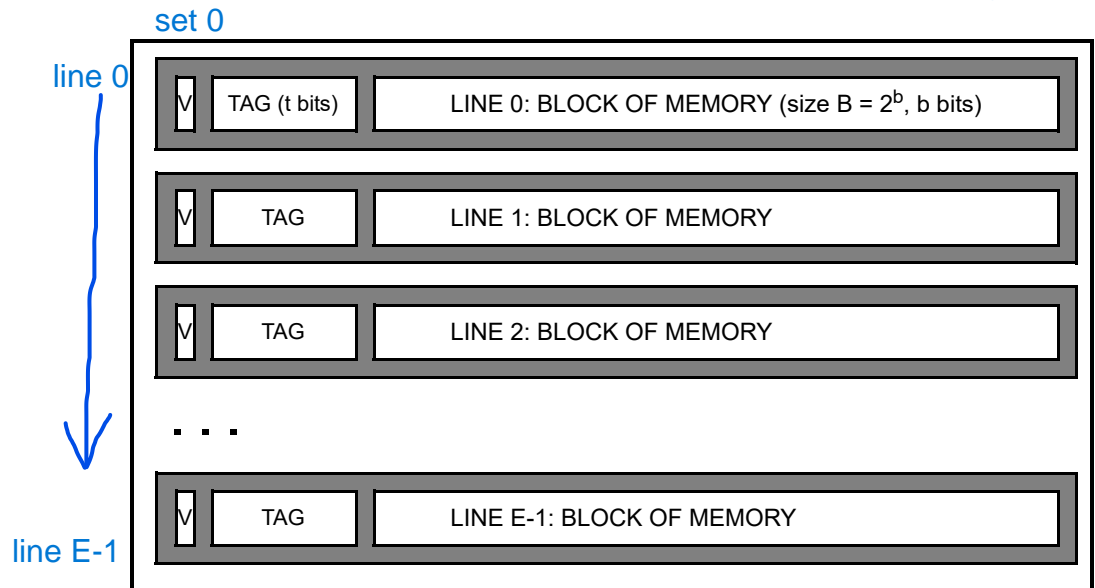 set 0
line 0
V TAG (t bits) LINE 0: BLOCK OF MEMORY (size B = 2^b, b bits)
V TAG LINE 1: BLOCK OF MEMORY
V TAG LINE 2: BLOCK OF MEMORY
. . .
V TAG LINE E-1: BLOCK OF MEMORY
line E-1